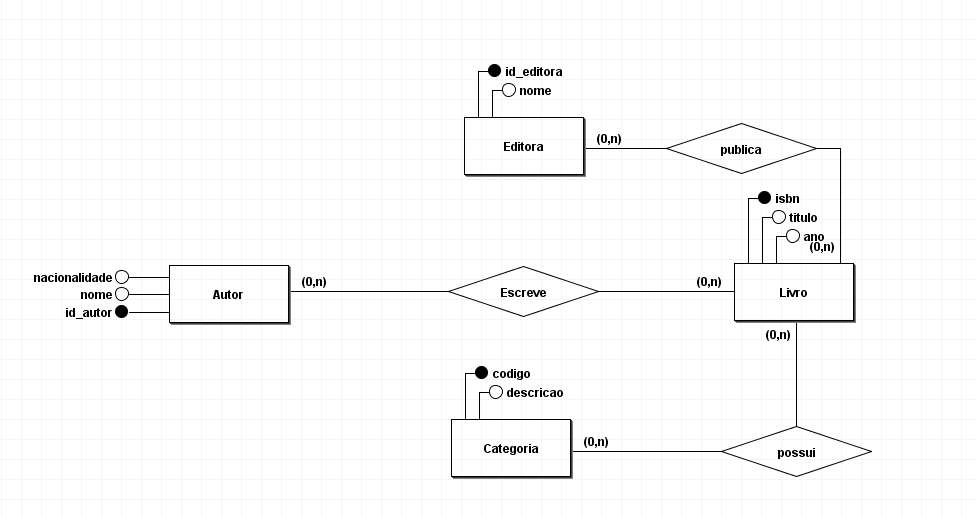 id_editora
nome
Editora
(0,n)
publica
isbn
titulo
ano
(0,n)
nacionalidade
nome
id_autor
Autor
(0,n)
Escreve
(0,n)
Livro
(0,n)
codigo
descricao
Categoria
(0,n)
possui